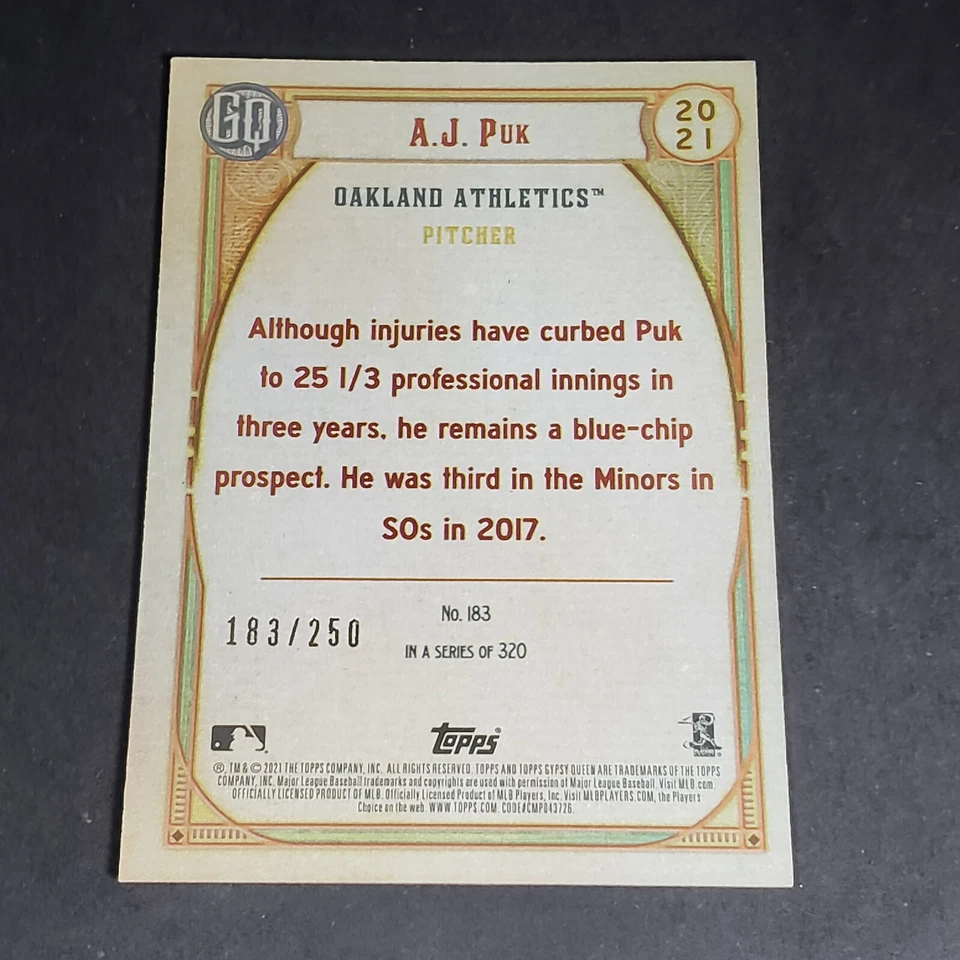 GQ
A.J. Puk
20
21
OAKLAND ATHLETICS™
PITCHER
Although injuries have curbed Puk
to 25 1/3 professional innings in
three years, he remains a blue-chip
prospect. He was third in the Minors in
SOs in 2017.
183/250
No. 183
IN A SERIES OF 320
topps®
®, TM & © 2021 THE TOPPS COMPANY, INC. ALL RIGHTS RESERVED. TOPPS AND TOPPS GYPSY QUEEN ARE TRADEMARKS OF THE TOPPS
COMPANY, INC. Major League Baseball trademarks and copyrights are used with permission of Major League Baseball. Visit MLB.com.
OFFICIALLY LICENSED PRODUCT OF MLB. Officially Licensed Product of MLB Players, Inc. Visit MLBPLAYERS.COM, the Players
Choice on the web. WWW.TOPPS.COM. CODE#CMP043726.